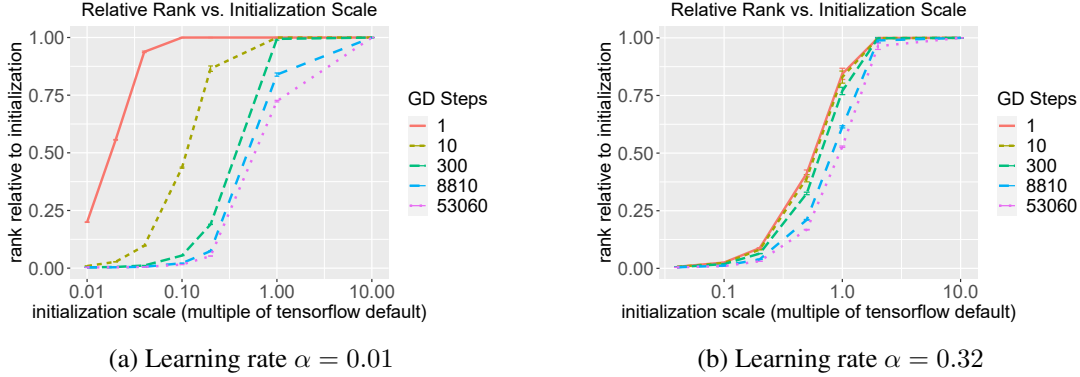 Relative Rank vs. Initialization Scale
rank relative to initialization
1.00
0.75
0.50
0.25
0.00
0.01
0.10
1.00
10.00
initialization scale (multiple of tensorflow default)
GD Steps
1
10
300
8810
53060
(a) Learning rate α = 0.01
Relative Rank vs. Initialization Scale
rank relative to initialization
1.00
0.75
0.50
0.25
0.00
0.1
1.0
10.0
initialization scale (multiple of tensorflow default)
GD Steps
1
10
300
8810
53060
(b) Learning rate α = 0.32